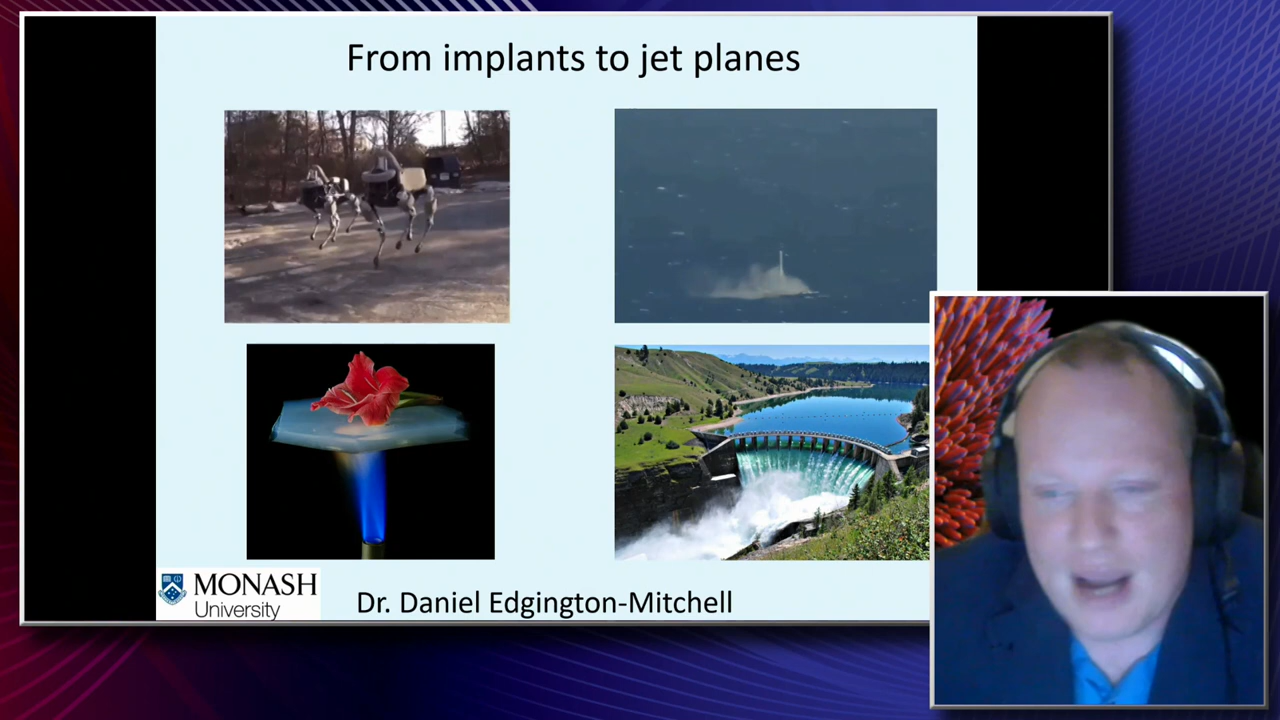 From implants to jet planes
MONASH
University
Dr. Daniel Edgington-Mitchell